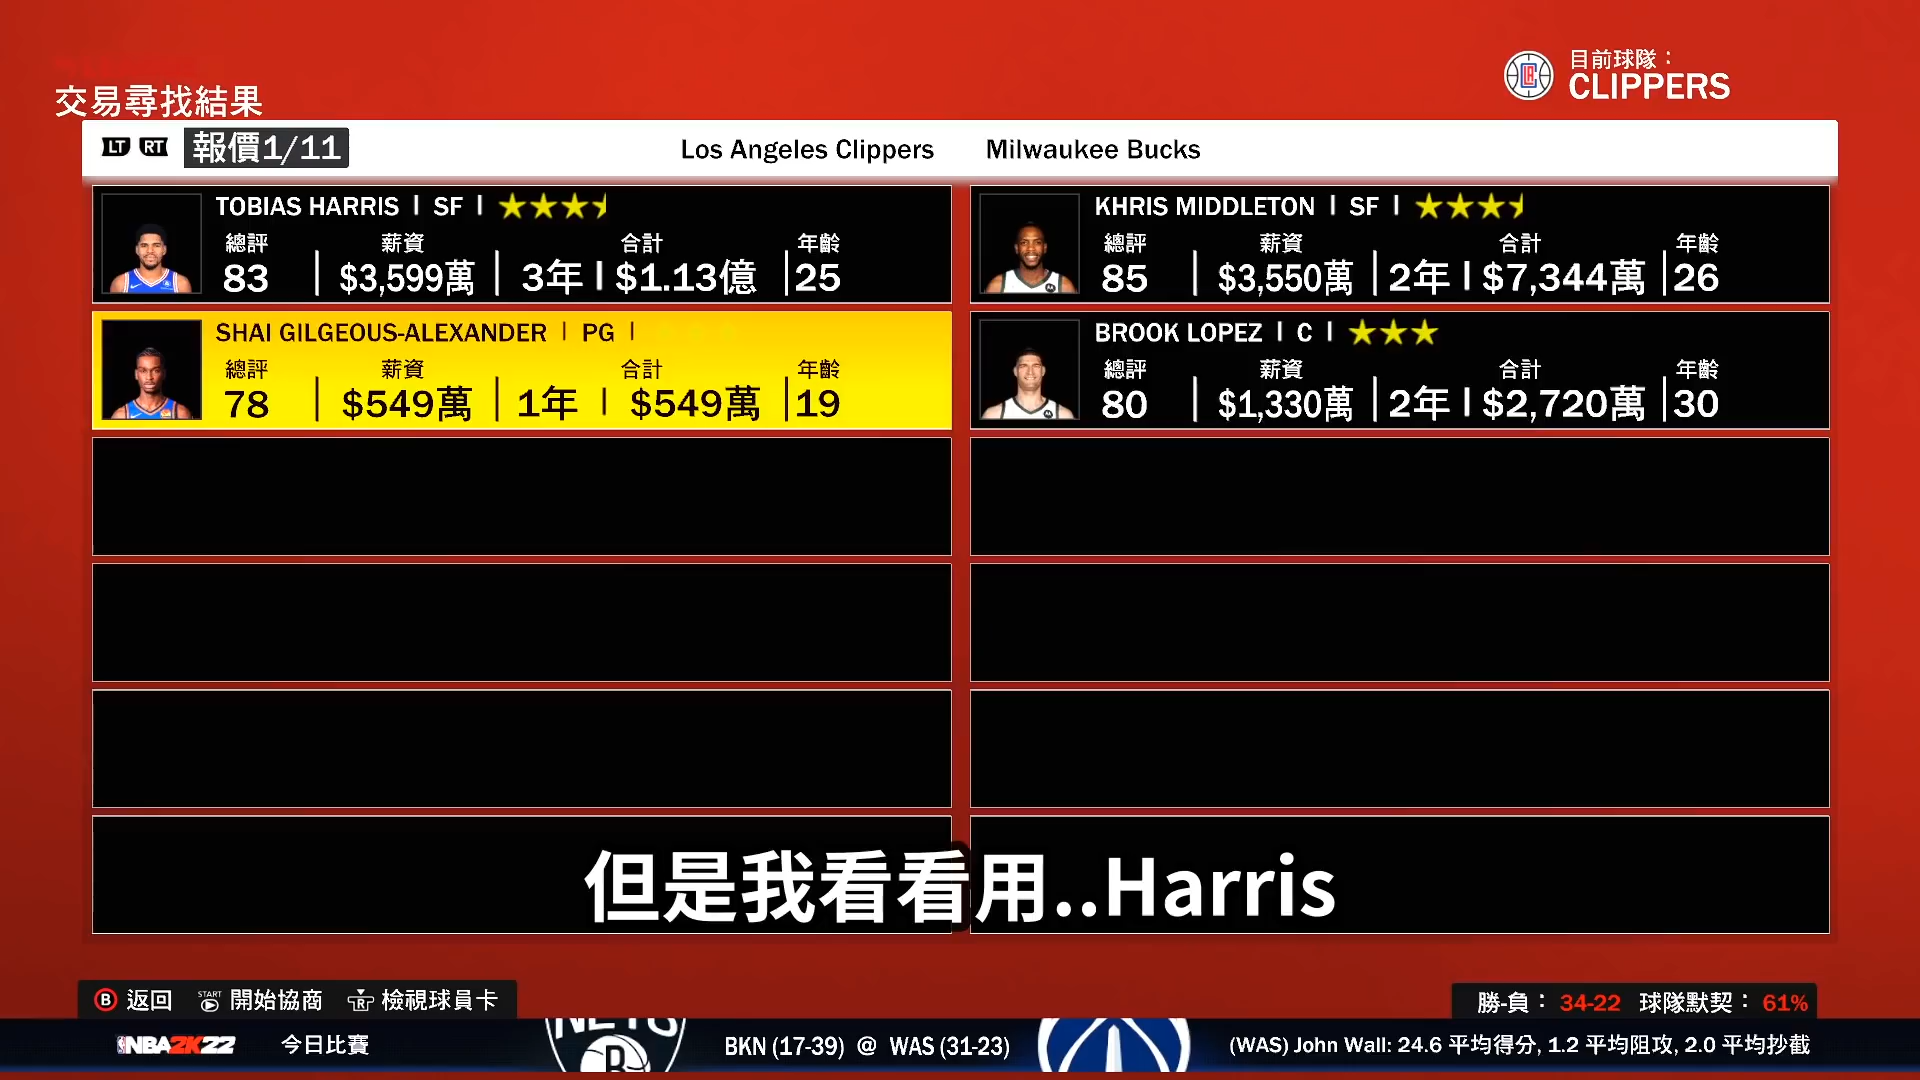 交易尋找結果
目前球隊：
CLIPPERS
LT RT 報價1/11
Los Angeles Clippers
Milwaukee Bucks
TOBIAS HARRIS | SF |
總評 薪資 合計 年齡
83 | $3,599萬 | 3年 | $1.13億 | 25
KHRIS MIDDLETON | SF |
總評 薪資 合計 年齡
85 | $3,550萬 | 2年 | $7,344萬 | 26
SHAI GILGEOUS-ALEXANDER | PG |
總評 薪資 合計 年齡
78 | $549萬 | 1年 | $549萬 | 19
BROOK LOPEZ | C |
總評 薪資 合計 年齡
80 | $1,330萬 | 2年 | $2,720萬 | 30
但是我看看用..Harris
B 返回 START 開始協商 R 檢視球員卡
勝-負： 34-22 球隊默契： 61%
NBA2K22 今日比賽 NETS B BKN (17-39) @ WAS (31-23) (WAS) John Wall: 24.6 平均得分, 1.2 平均阻攻, 2.0 平均抄截